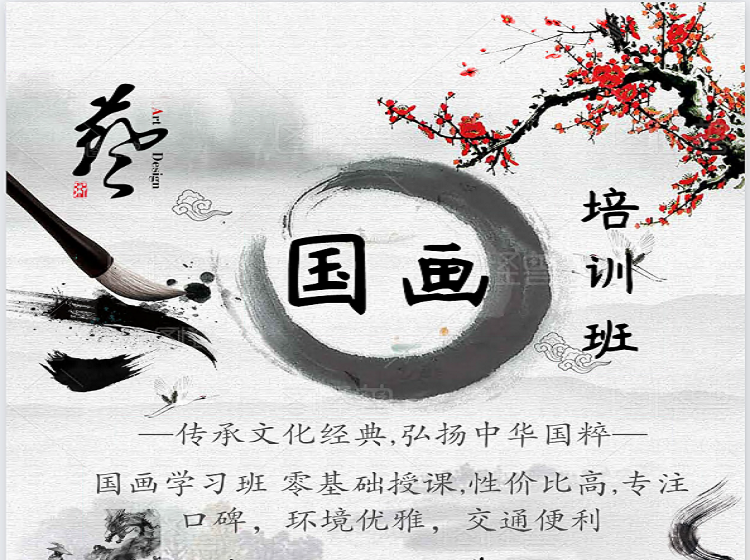 藝
Art Design
国画
培训班
—传承文化经典,弘扬中华国粹—
国画学习班 零基础授课,性价比高,专注
口碑，环境优雅，交通便利